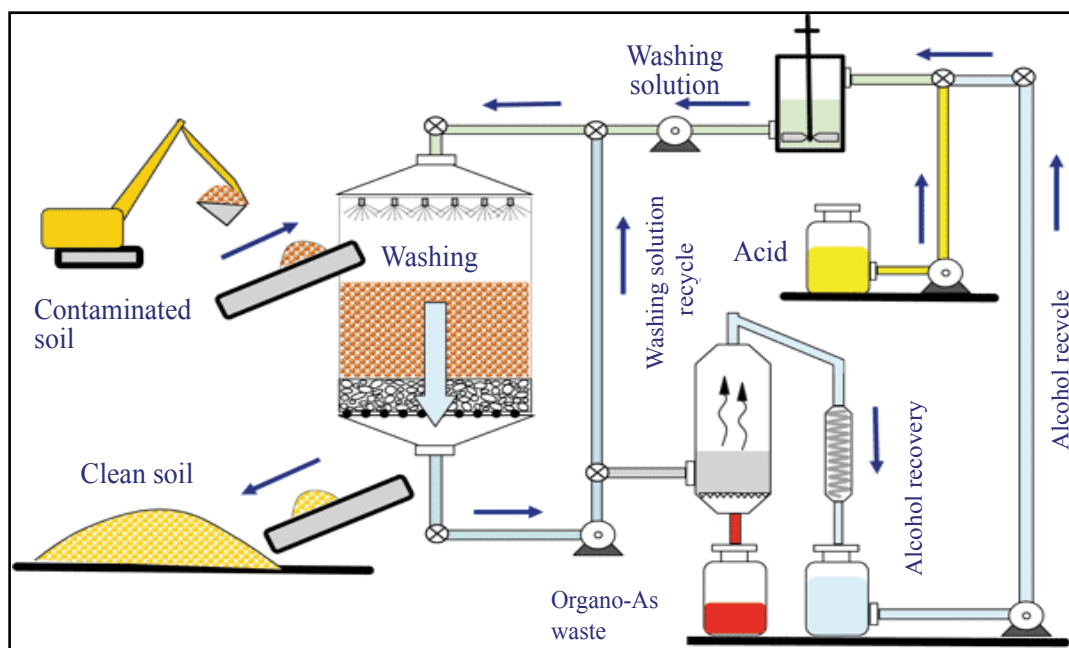 Washing
solution
Washing
Contaminated
soil
Washing solution
recycle
Acid
Alcohol recycle
Clean soil
Alcohol recovery
Organo-As
waste